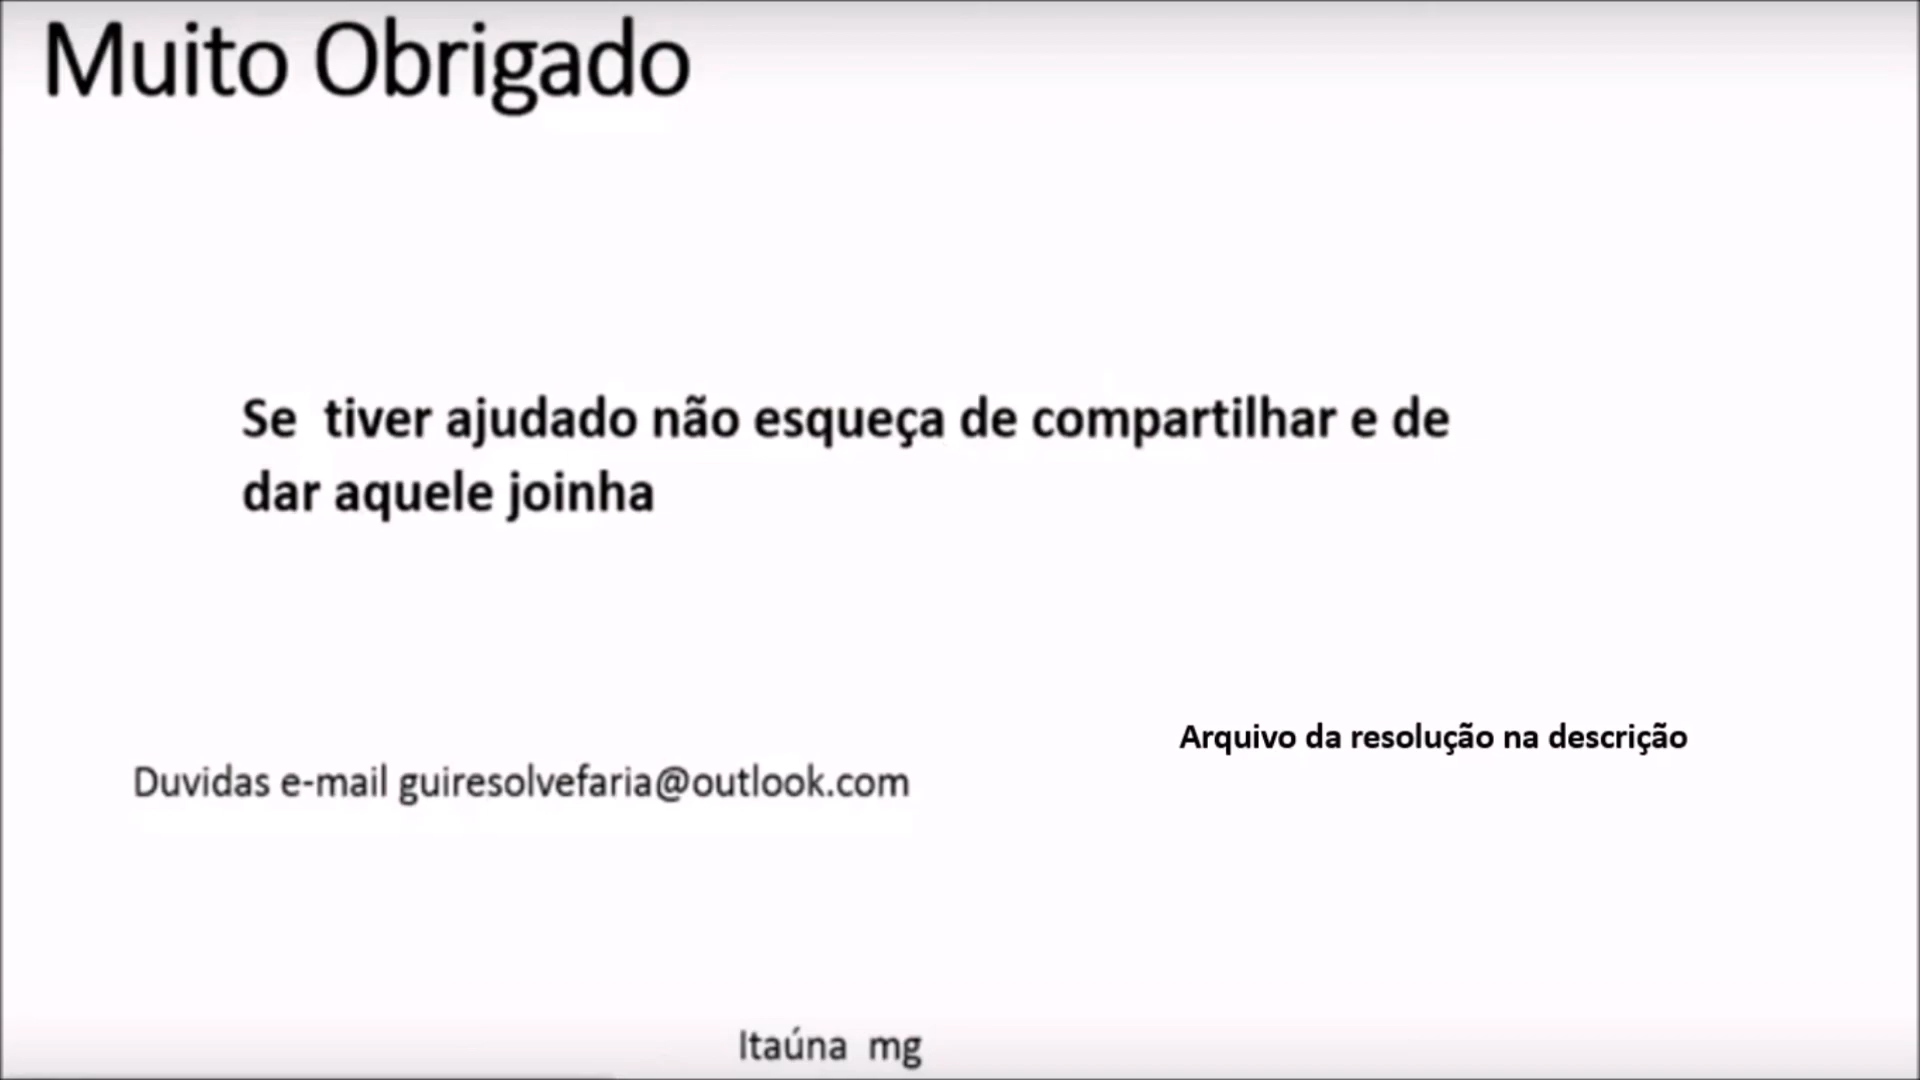 Muito Obrigado
Se tiver ajudado não esqueça de compartilhar e de
dar aquele joinha
Arquivo da resolução na descrição
Duvidas e-mail guiresolvefaria@outlook.com
Itaúna mg